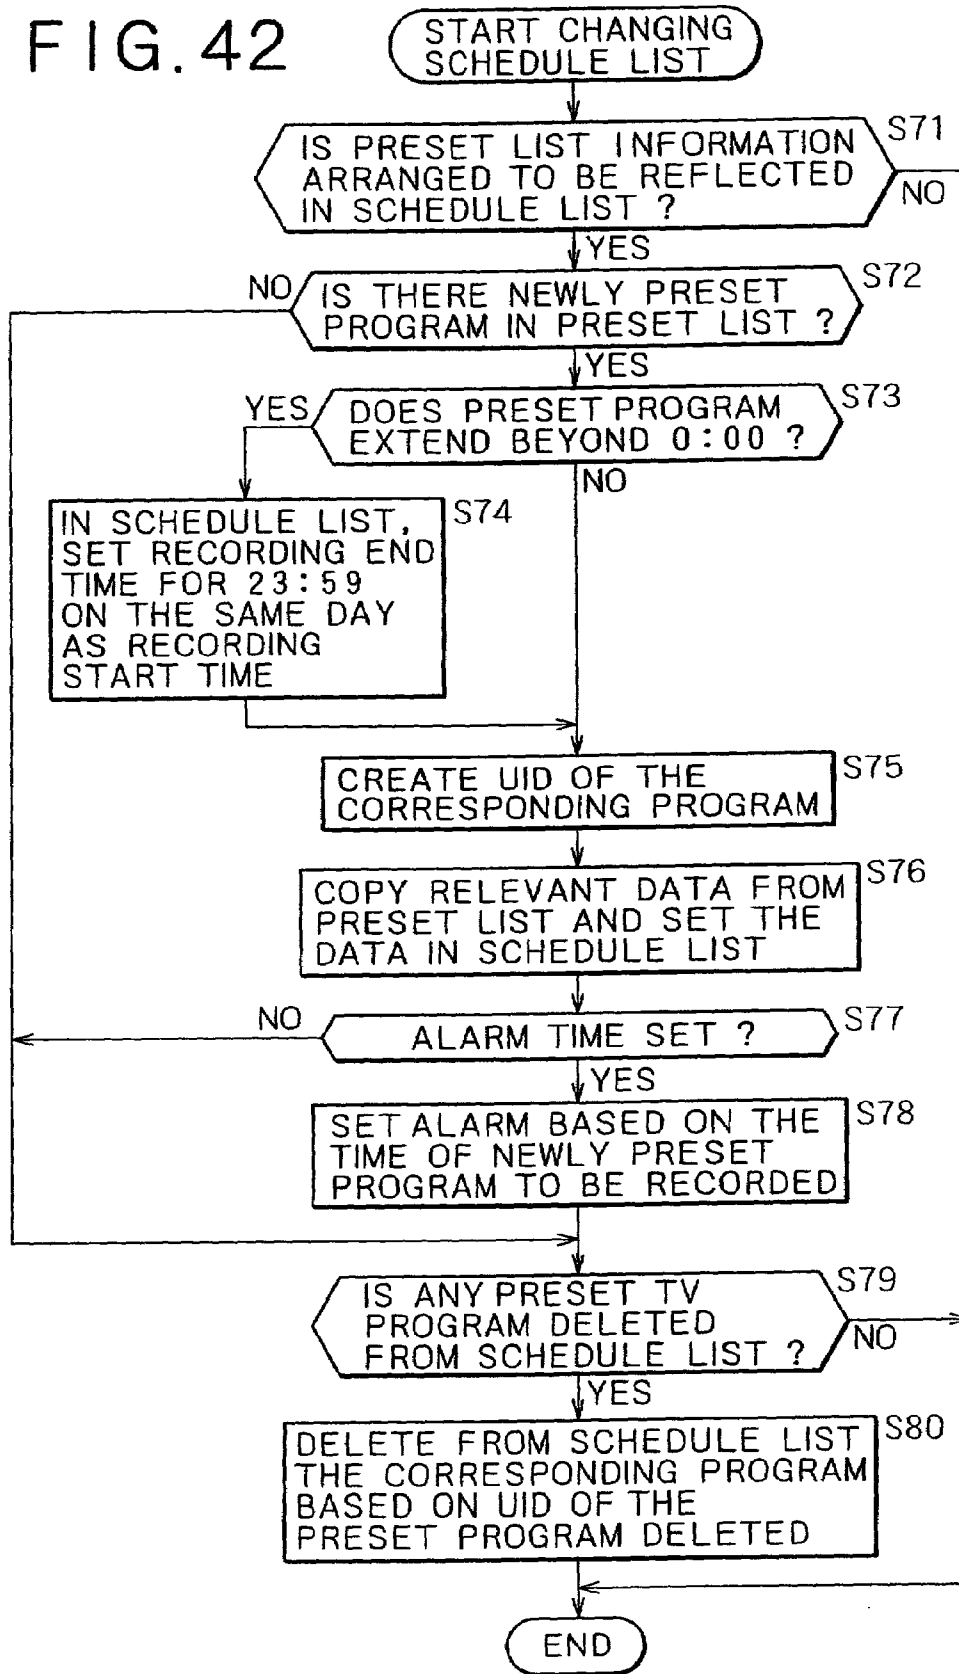 FIG. 42
START CHANGING
SCHEDULE LIST
S71
IS PRESET LIST INFORMATION
ARRANGED TO BE REFLECTED
IN SCHEDULE LIST ?
NO
YES
S72
NO
IS THERE NEWLY PRESET
PROGRAM IN PRESET LIST ?
YES
S73
YES
DOES PRESET PROGRAM
EXTEND BEYOND 0:00 ?
NO
S74
IN SCHEDULE LIST,
SET RECORDING END
TIME FOR 23:59
ON THE SAME DAY
AS RECORDING
START TIME
S75
CREATE UID OF THE
CORRESPONDING PROGRAM
S76
COPY RELEVANT DATA FROM
PRESET LIST AND SET THE
DATA IN SCHEDULE LIST
NO
S77
ALARM TIME SET ?
YES
S78
SET ALARM BASED ON THE
TIME OF NEWLY PRESET
PROGRAM TO BE RECORDED
S79
IS ANY PRESET TV
PROGRAM DELETED
FROM SCHEDULE LIST ?
NO
YES
S80
DELETE FROM SCHEDULE LIST
THE CORRESPONDING PROGRAM
BASED ON UID OF THE
PRESET PROGRAM DELETED
END